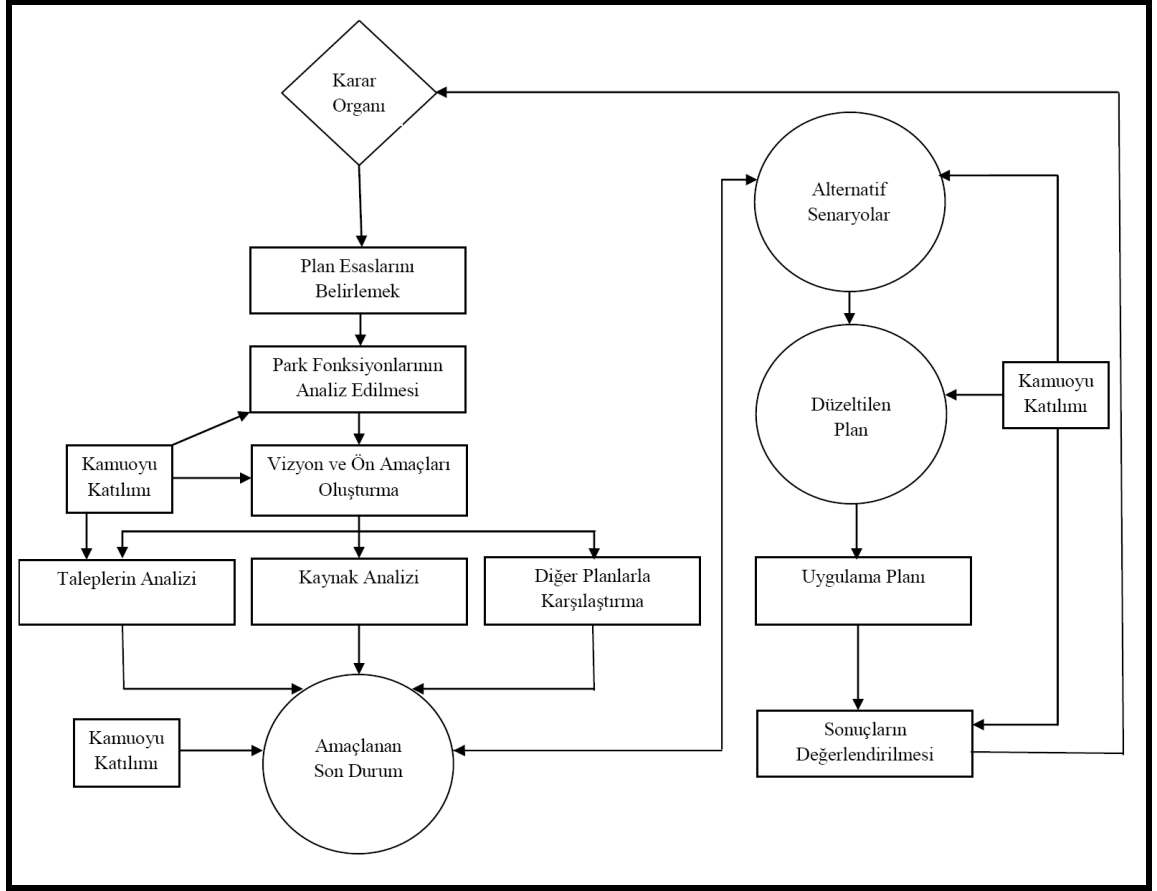 Karar
Organı
Plan Esaslarını
Belirlemek
Park Fonksiyonlarının
Analiz Edilmesi
Kamuoyu
Katılımı
Vizyon ve Ön Amaçları
Oluşturma
Taleplerin Analizi
Kaynak Analizi
Diğer Planlarla
Karşılaştırma
Kamuoyu
Katılımı
Amaçlanan
Son Durum
Alternatif
Senaryolar
Düzeltilen
Plan
Kamuoyu
Katılımı
Uygulama Planı
Sonuçların
Değerlendirilmesi